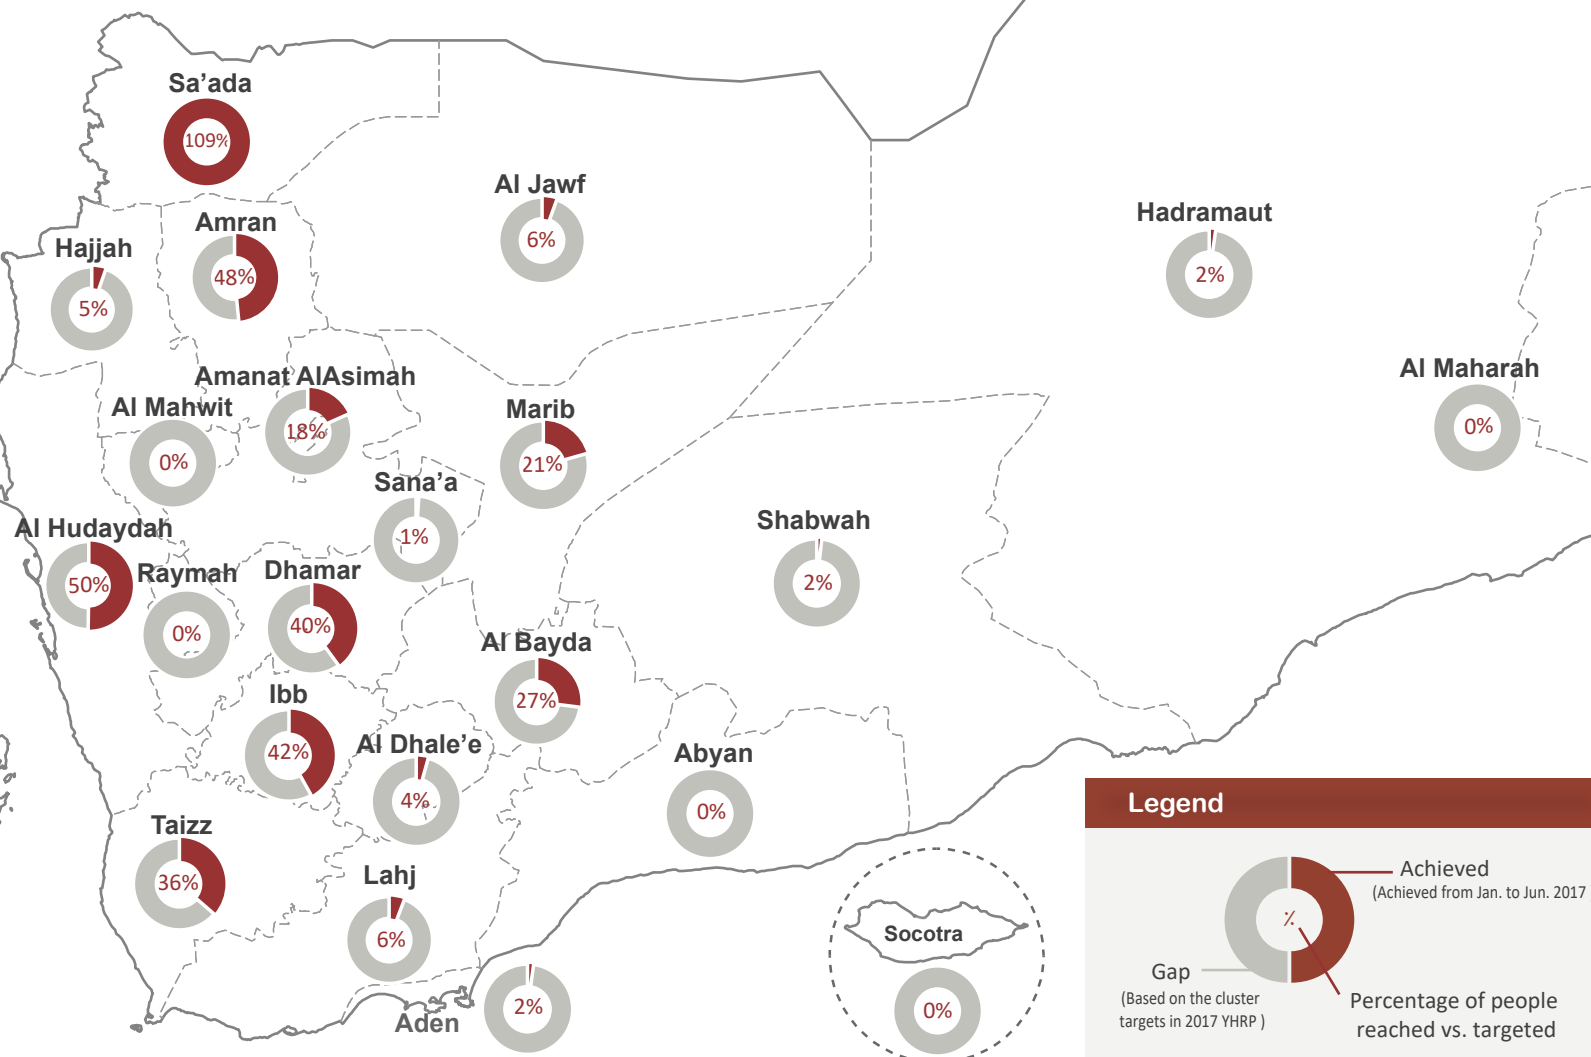 Sa’ada
109%
Al Jawf
6%
Hadramaut
2%
Amran
48%
Hajjah
5%
Al Maharah
0%
Amanat AlAsimah
18%
Al Mahwit
0%
Marib
21%
Sana’a
1%
Shabwah
2%
Al Hudaydah
50%
Raymah
0%
Dhamar
40%
Al Bayda
27%
Ibb
42%
Al Dhale’e
4%
Abyan
0%
Taizz
36%
Lahj
6%
Aden
2%
Socotra
0%
Legend
Achieved
(Achieved from Jan. to Jun. 2017
٪
Gap
(Based on the cluster
targets in 2017 YHRP )
Percentage of people
reached vs. targeted